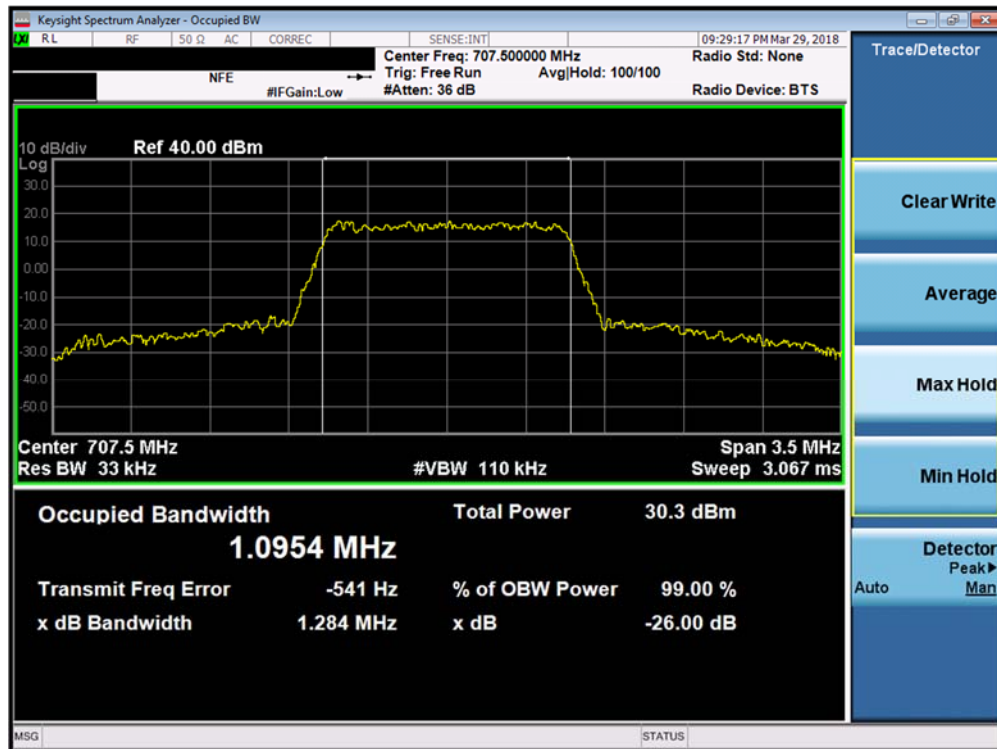 Keysight Spectrum Analyzer - Occupied BW
LXI RL RF 50 Ω AC CORREC SENSE:INT 09:29:17 PM Mar 29, 2018
Center Freq: 707.500000 MHz Radio Std: None
NFE Trig: Free Run Avg|Hold: 100/100
#IFGain:Low #Atten: 36 dB Radio Device: BTS
Trace/Detector
10 dB/div Ref 40.00 dBm
Log
30.0
20.0
10.0
0.00
-10.0
-20.0
-30.0
-40.0
-50.0
Center 707.5 MHz Span 3.5 MHz
Res BW 33 kHz #VBW 110 kHz Sweep 3.067 ms
Occupied Bandwidth Total Power 30.3 dBm
1.0954 MHz
Transmit Freq Error -541 Hz % of OBW Power 99.00 %
x dB Bandwidth 1.284 MHz x dB -26.00 dB
Clear Write
Average
Max Hold
Min Hold
Detector
Peak▶
Auto Man
MSG STATUS